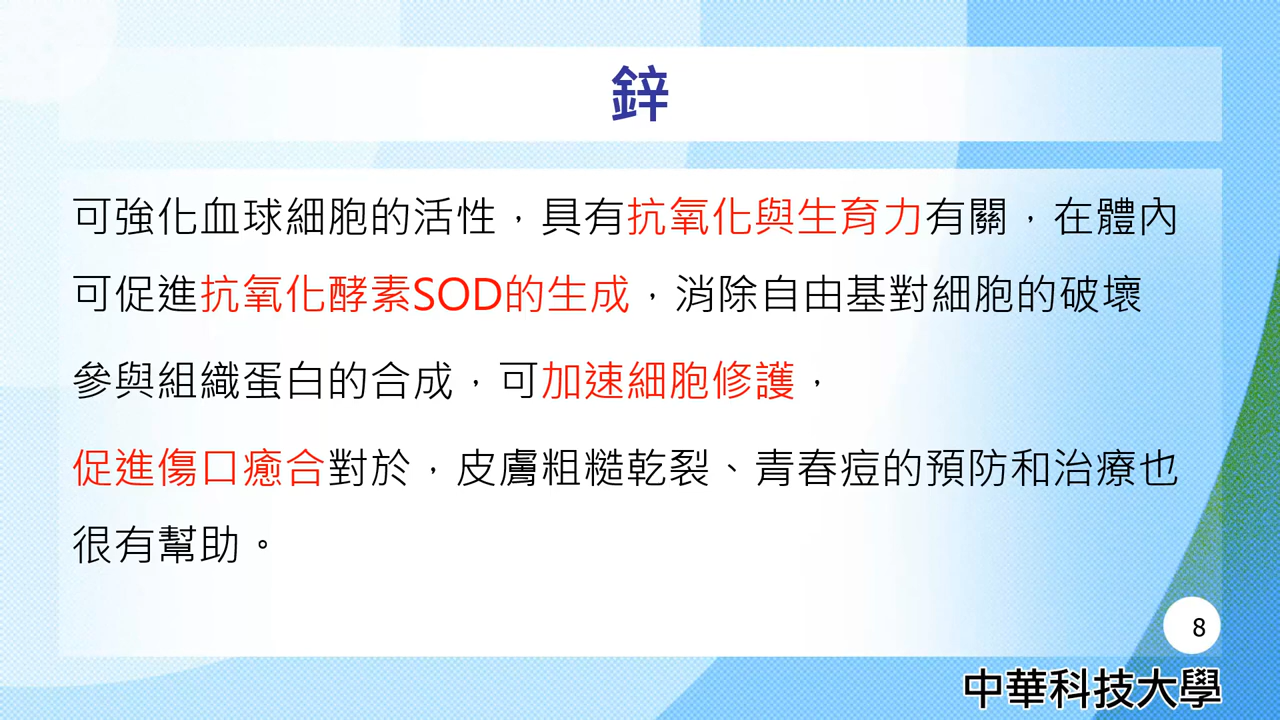 鋅
可強化血球細胞的活性，具有抗氧化與生育力有關，在體內
可促進抗氧化酵素SOD的生成，消除自由基對細胞的破壞
參與組織蛋白的合成，可加速細胞修護，
促進傷口癒合對於，皮膚粗糙乾裂、青春痘的預防和治療也
很有幫助。
8
中華科技大學